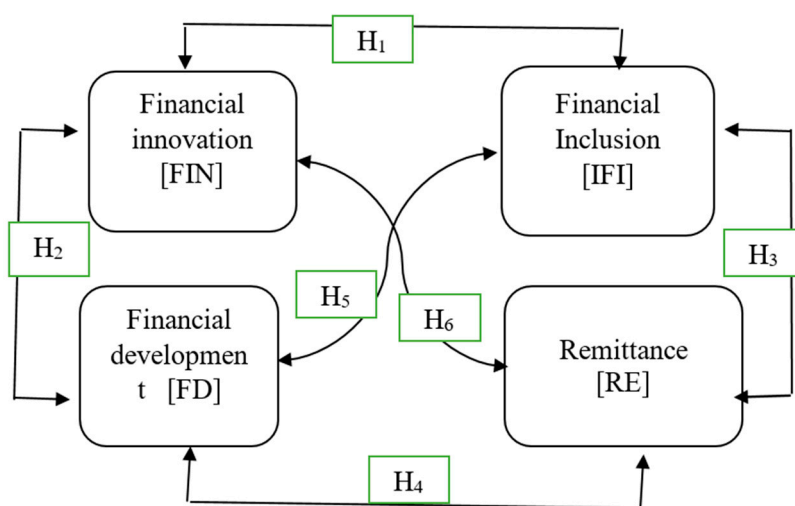 H₁
Financial
innovation
[FIN]
Financial
Inclusion
[IFI]
H₂
H₃
H₅
H₆
Financial
developmen
t [FD]
Remittance
[RE]
H₄